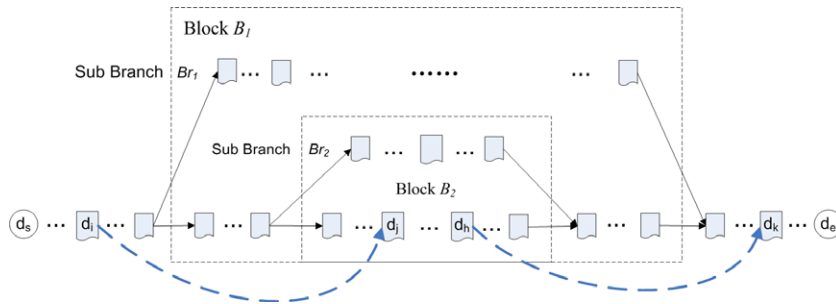 Block B₁
Sub Branch Br₁ ... ... ...... ...
Sub Branch Br₂ ... ...
Block B₂
dₛ ... dᵢ ... ... ... dⱼ ... dₕ ... ... ... dₖ ... dₑ